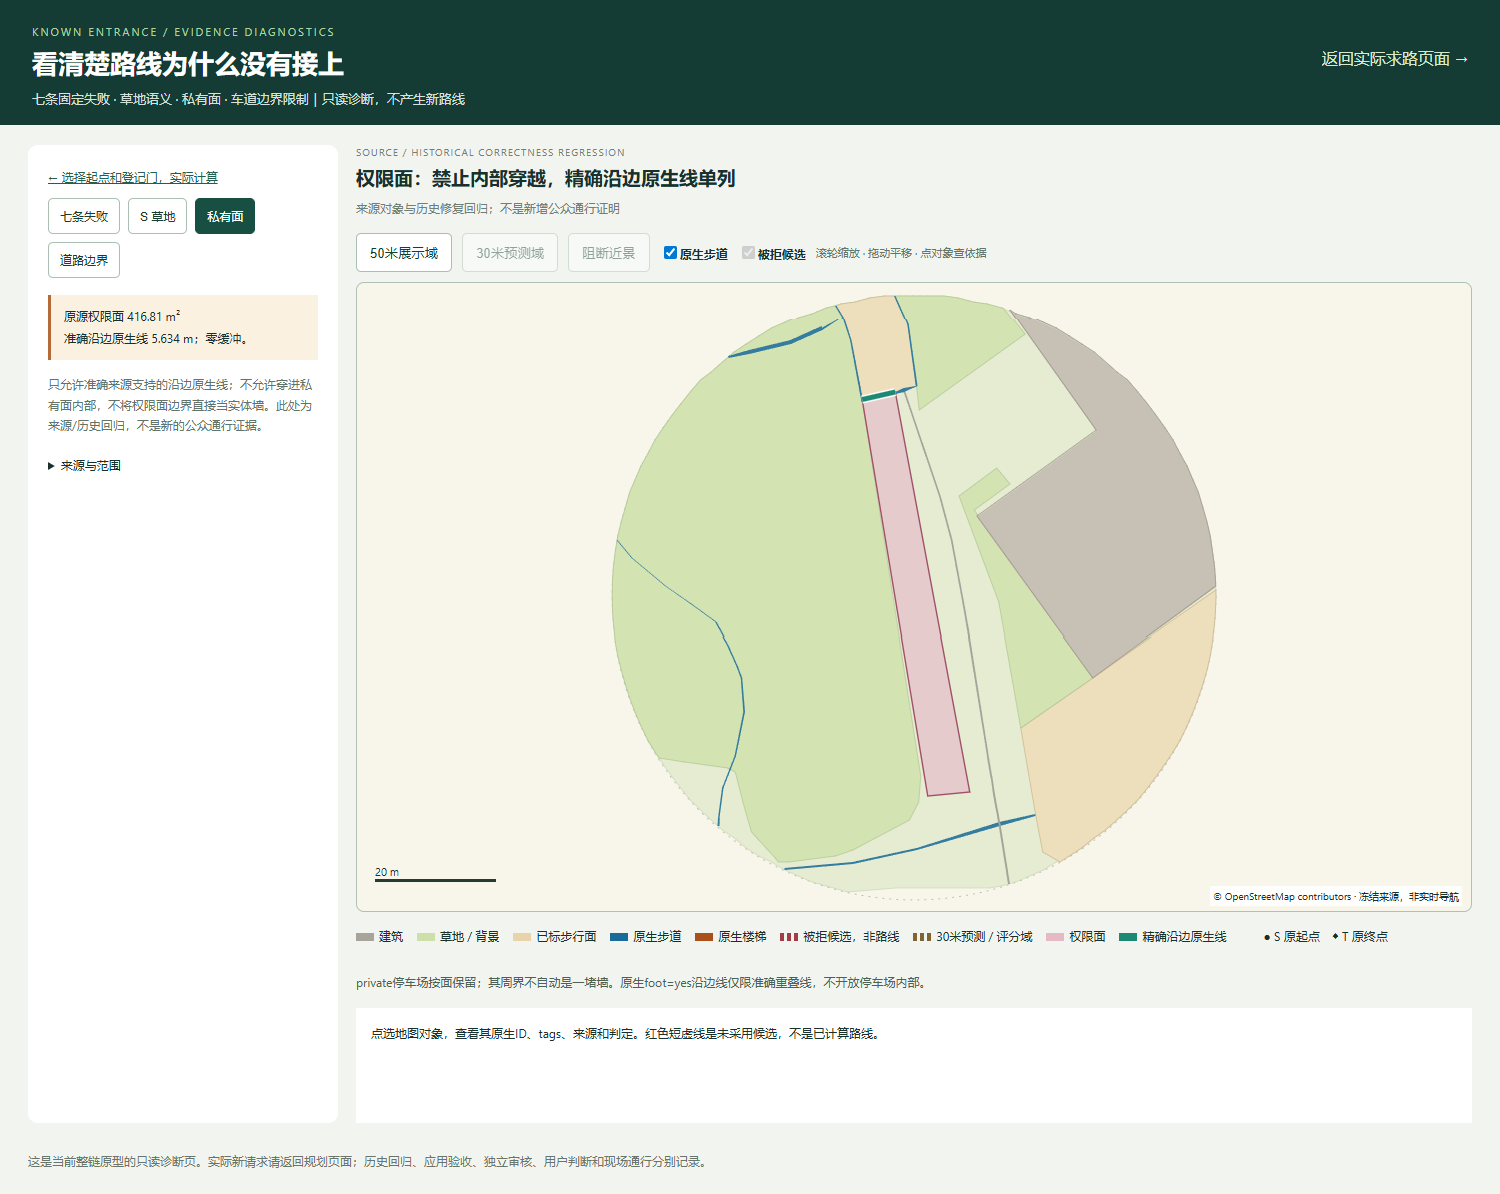 KNOWN ENTRANCE / EVIDENCE DIAGNOSTICS
看清楚路线为什么没有接上
七条固定失败 · 草地语义 · 私有面 · 车道边界限制 | 只读诊断，不产生新路线
返回实际求路页面 →
← 选择起点和登记门，实际计算
七条失败
S 草地
私有面
道路边界
原源权限面 416.81 m²
准确沿边原生线 5.634 m；零缓冲。
只允许准确来源支持的沿边原生线；不允许穿进私
有面内部，不将权限面边界直接当实体墙。此处为
来源/历史回归，不是新的公众通行证据。
▶ 来源与范围
SOURCE / HISTORICAL CORRECTNESS REGRESSION
权限面：禁止内部穿越，精确沿边原生线单列
来源对象与历史修复回归；不是新增公众通行证明
50米展示域
30米预测域
阻断近景
原生步道
被拒候选
滚轮缩放 · 拖动平移 · 点对象查依据
20 m
© OpenStreetMap contributors · 冻结来源，非实时导航
建筑
草地 / 背景
已标步行面
原生步道
原生楼梯
被拒候选，非路线
30米预测 / 评分域
权限面
精确沿边原生线
● S 原起点
◆ T 原终点
private停车场按面保留；其周界不自动是一堵墙。原生foot=yes沿边线仅限准确重叠线，不开放停车场内部。
点选地图对象，查看其原生ID、tags、来源和判定。红色短虚线是未采用候选，不是已计算路线。
这是当前整链原型的只读诊断页。实际新请求请返回规划页面；历史回归、应用验收、独立审核、用户判断和现场通行分别记录。